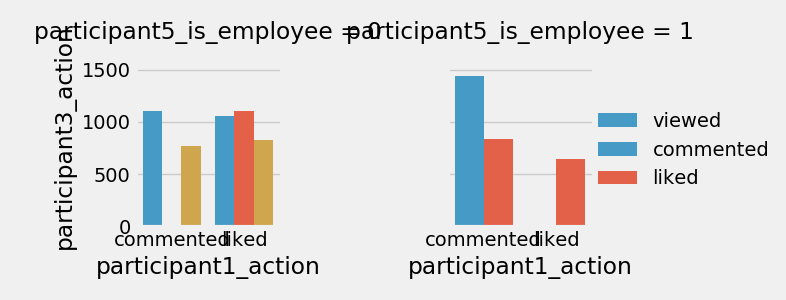 participant5_is_employee = 0
participant5_is_employee = 1
participant3_action
1500
1000
500
0
commented liked
commented liked
participant1_action
participant1_action
viewed
commented
liked